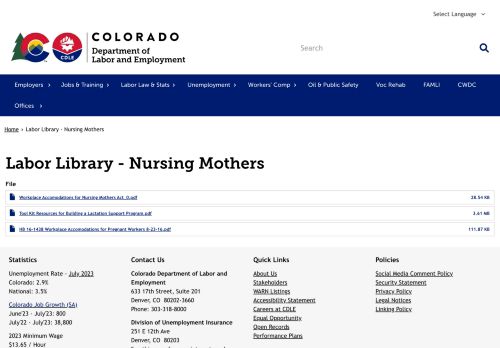 Select Language
COLORADO
Department of
Labor and Employment
CDLE
Search
Employers
Jobs & Training
Labor Law & Stats
Unemployment
Workers' Comp
Oil & Public Safety
Voc Rehab
FAMLI
CWDC
Offices
Home › Labor Library - Nursing Mothers
Labor Library - Nursing Mothers
File
Workplace Accomodations for Nursing Mothers Act_0.pdf 28.54 KB
Tool Kit Resources for Building a Lactation Support Program.pdf 3.61 MB
HB 16-1438 Workplace Accomodations for Pregnant Workers 8-23-16.pdf 111.87 KB
Statistics
Unemployment Rate - July 2023
Colorado: 2.9%
National: 3.5%
Colorado Job Growth (SA)
June'23 - July'23: 800
July'22 - July'23: 38,800
2023 Minimum Wage
$13.65 / Hour
Contact Us
Colorado Department of Labor and
Employment
633 17th Street, Suite 201
Denver, CO 80202-3660
Phone: 303-318-8000
Division of Unemployment Insurance
251 E 12th Ave
Denver, CO 80203
Quick Links
About Us
Stakeholders
WARN Listings
Accessibility Statement
Careers at CDLE
Equal Opportunity
Open Records
Performance Plans
Policies
Social Media Comment Policy
Security Statement
Privacy Policy
Legal Notices
Linking Policy